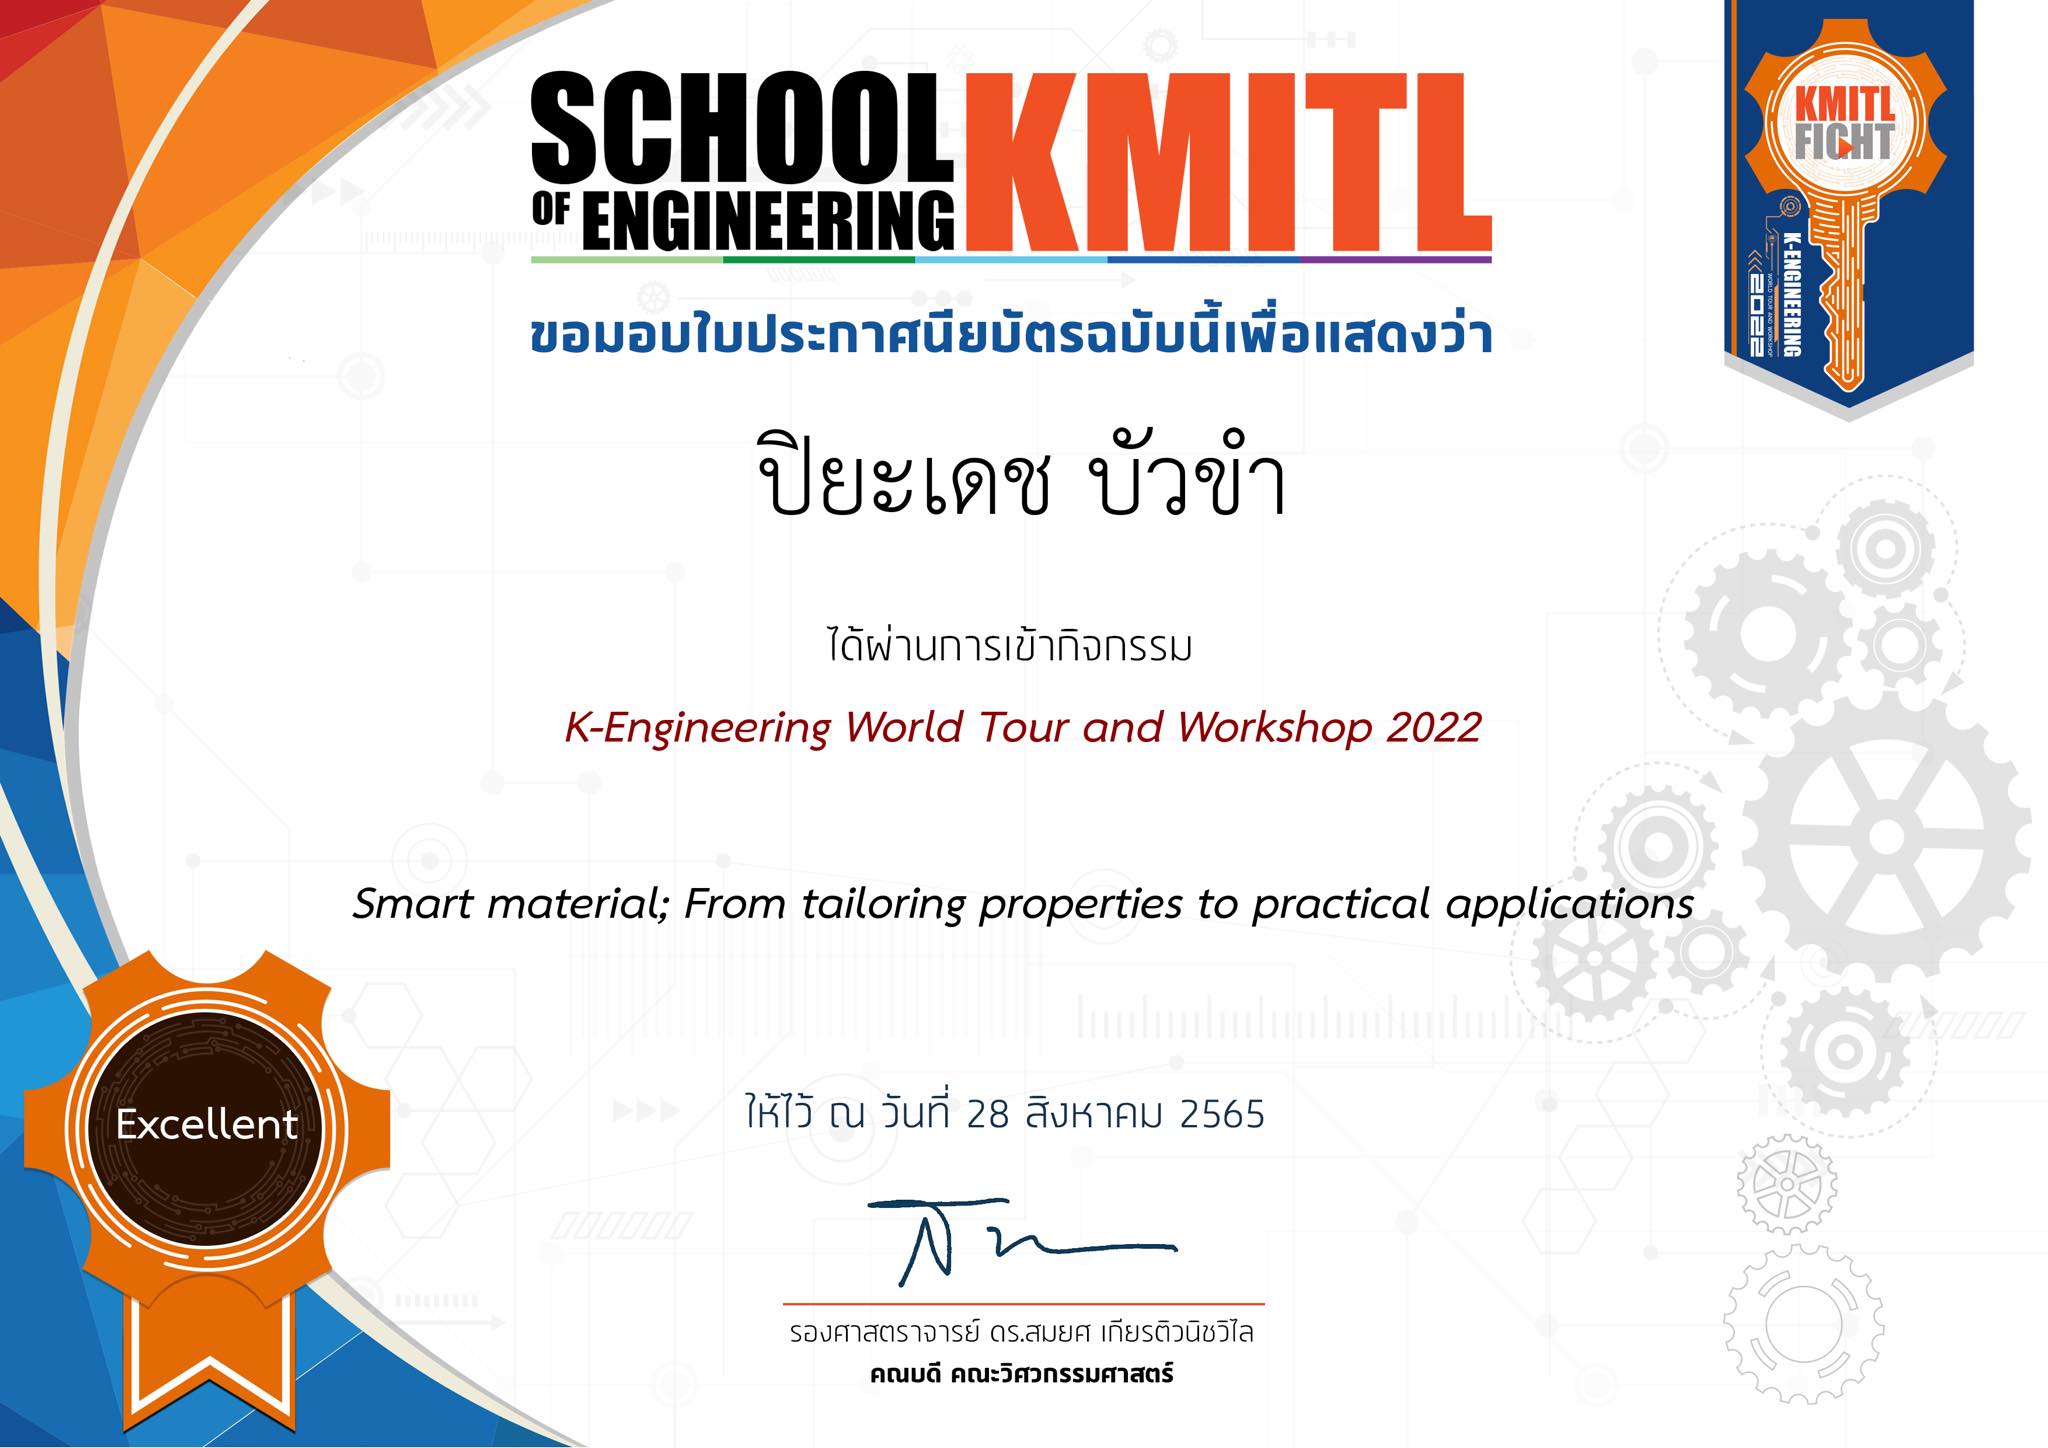 SCHOOL
OF ENGINEERING
KMITL
KMITL
FIGHT
K-ENGINEERING
WORLD TOUR AND WORKSHOP
2022
ขอมอบใบประกาศนียบัตรฉบับนี้เพื่อแสดงว่า
ปิยะเดช บัวขำ
ได้ผ่านการเข้ากิจกรรม
K-Engineering World Tour and Workshop 2022
Smart material; From tailoring properties to practical applications
Excellent
ให้ไว้ ณ วันที่ 28 สิงหาคม 2565
รองศาสตราจารย์ ดร.สมยศ เกียรติวนิชวิไล
คณบดี คณะวิศวกรรมศาสตร์